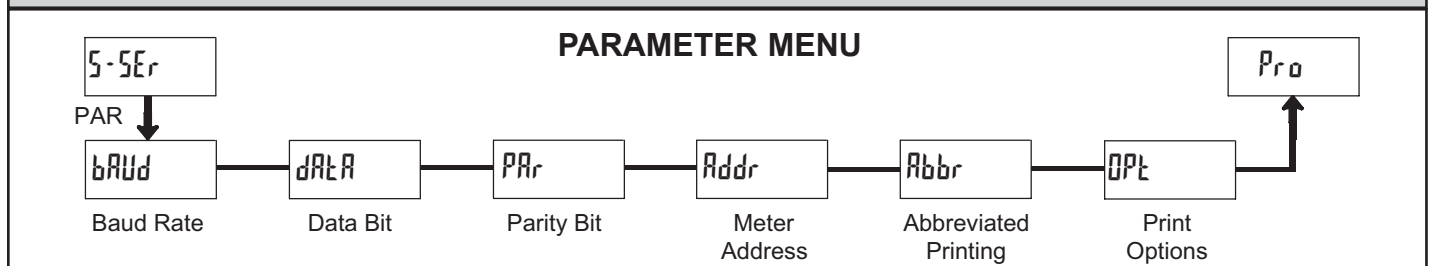 PARAMETER MENU
5-SEr
Pro
PAR
bAUd
dAtA
PAr
Addr
Abbr
OPt
Baud Rate
Data Bit
Parity Bit
Meter
Address
Abbreviated
Printing
Print
Options